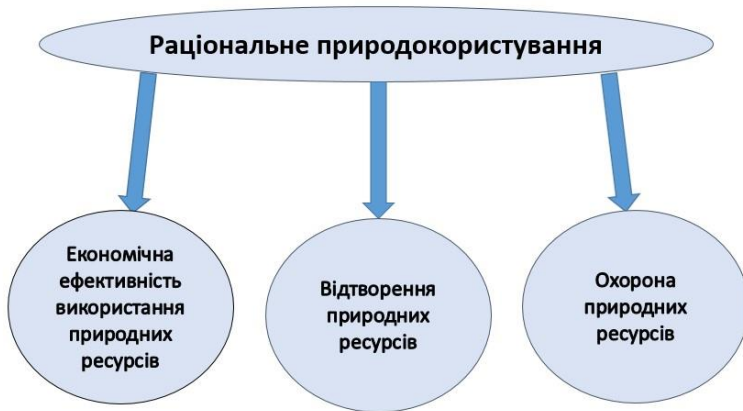 Раціональне природокористування
Економічна
ефективність
використання
природних
ресурсів
Відтворення
природних
ресурсів
Охорона
природних
ресурсів